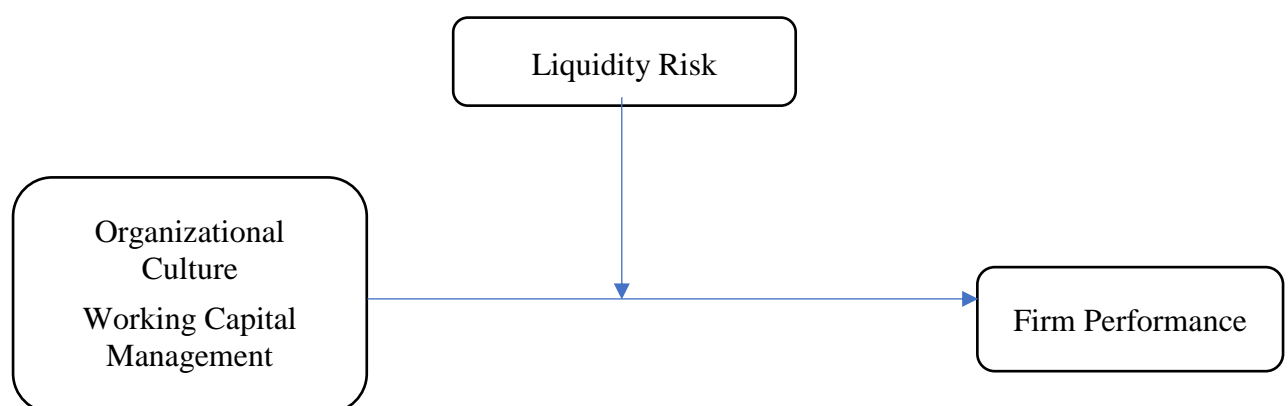 Liquidity Risk
Organizational
Culture
Working Capital
Management
Firm Performance